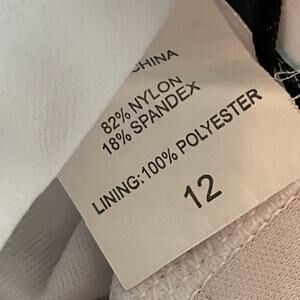 CHINA
82% NYLON
18% SPANDEX
LINING: 100% POLYESTER
12